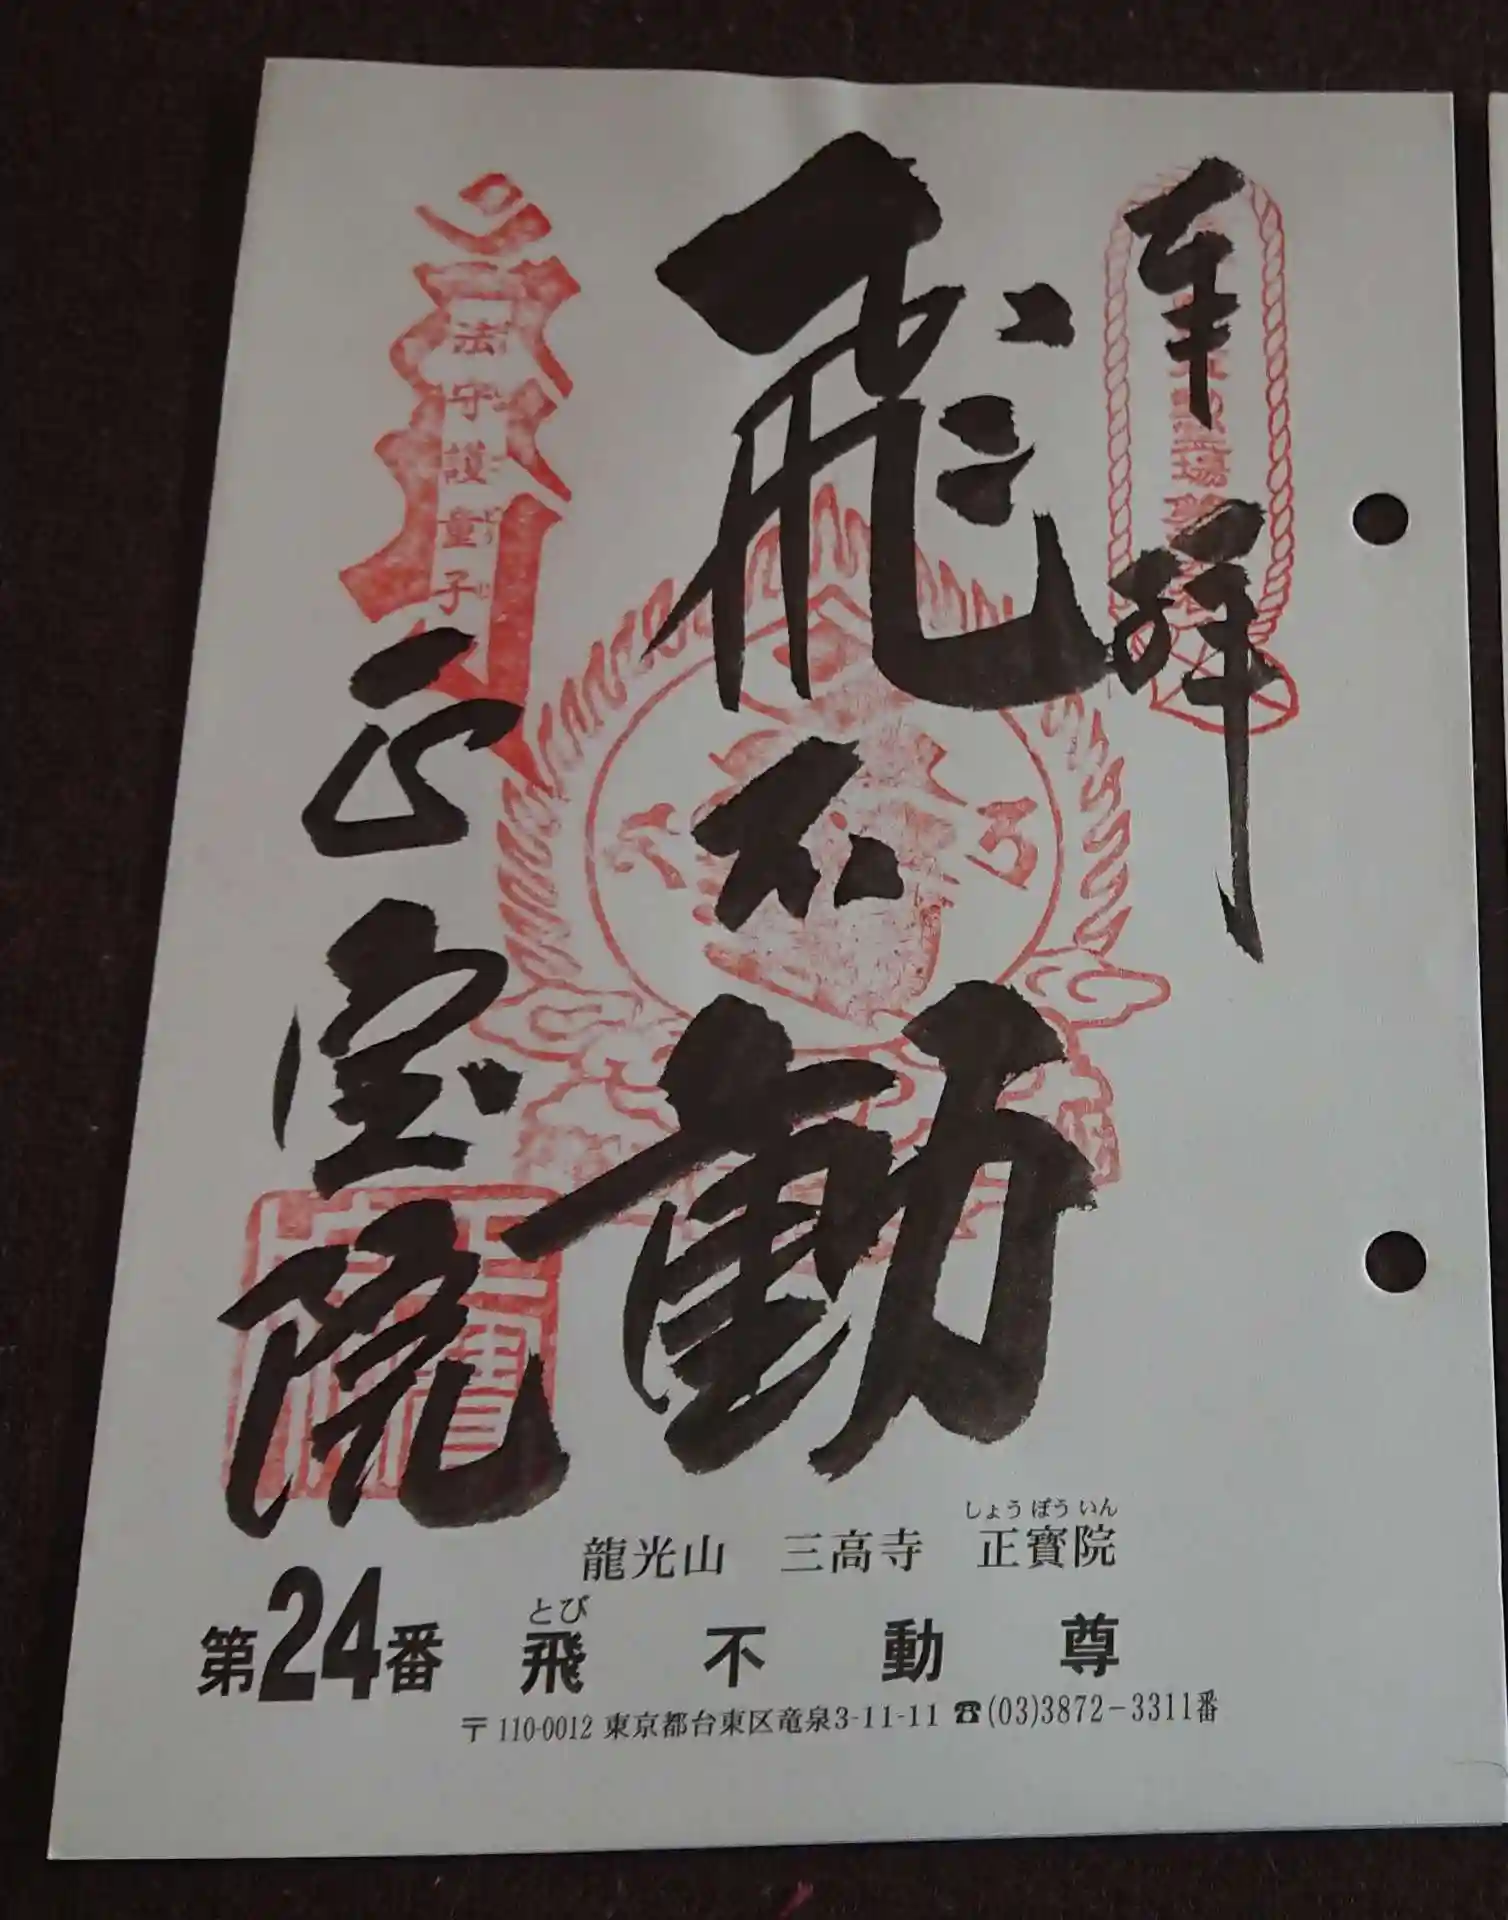 奉拝
飛不動
正宝院
法守護童子
しょう ぼう いん
龍光山 三高寺 正寳院
とび
第24番 飛不動尊
〒110-0012 東京都台東区竜泉3-11-11 ☎(03)3872-3311番